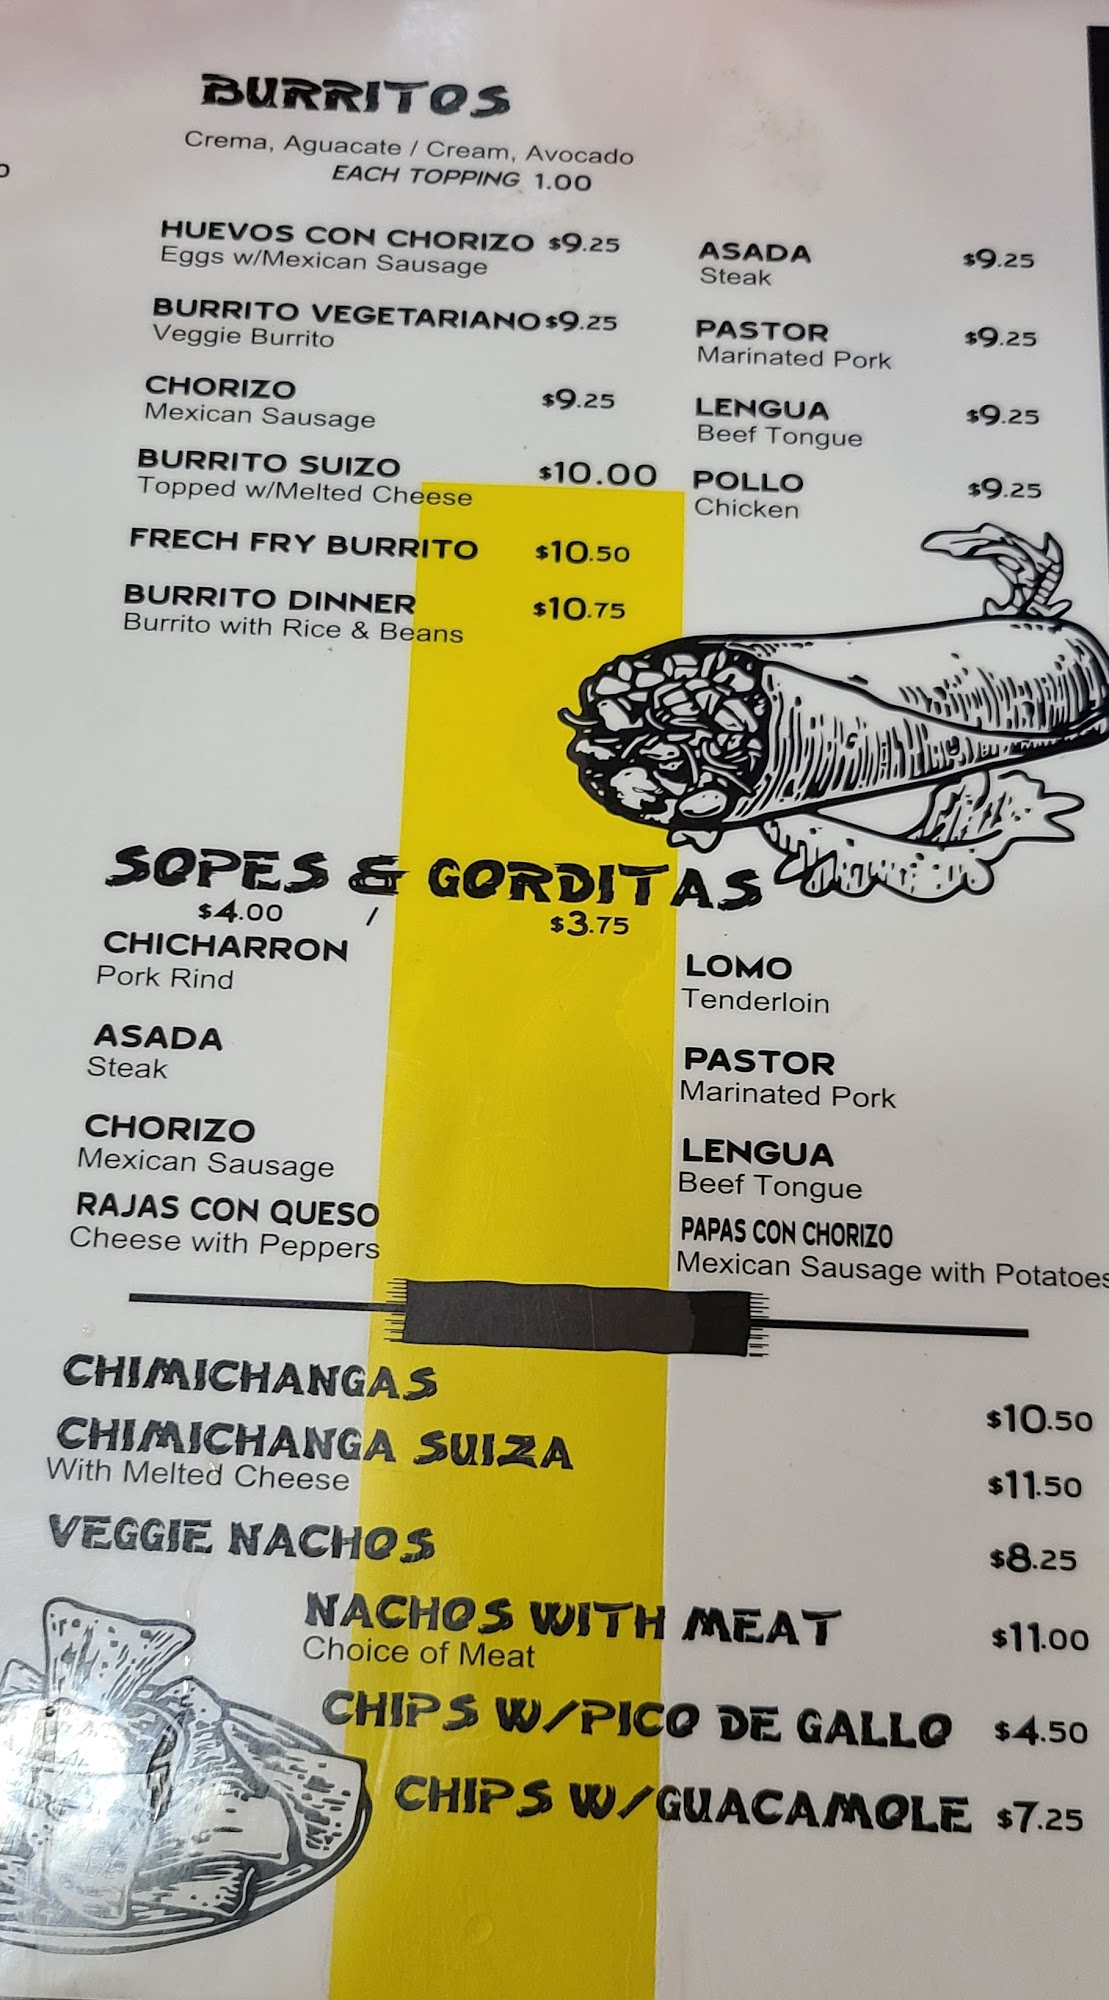 BURRITOS
Crema, Aguacate / Cream, Avocado
EACH TOPPING 1.00
HUEVOS CON CHORIZO $9.25
Eggs w/Mexican Sausage
BURRITO VEGETARIANO $9.25
Veggie Burrito
CHORIZO $9.25
Mexican Sausage
BURRITO SUIZO $10.00
Topped w/Melted Cheese
FRECH FRY BURRITO $10.50
BURRITO DINNER $10.75
Burrito with Rice & Beans
ASADA $9.25
Steak
PASTOR $9.25
Marinated Pork
LENGUA $9.25
Beef Tongue
POLLO $9.25
Chicken
SOPES & GORDITAS
$4.00 / $3.75
CHICHARRON
Pork Rind
ASADA
Steak
CHORIZO
Mexican Sausage
RAJAS CON QUESO
Cheese with Peppers
LOMO
Tenderloin
PASTOR
Marinated Pork
LENGUA
Beef Tongue
PAPAS CON CHORIZO
Mexican Sausage with Potatoes
CHIMICHANGAS $10.50
CHIMICHANGA SUIZA $11.50
With Melted Cheese
VEGGIE NACHOS $8.25
NACHOS WITH MEAT $11.00
Choice of Meat
CHIPS W/PICO DE GALLO $4.50
CHIPS W/GUACAMOLE $7.25